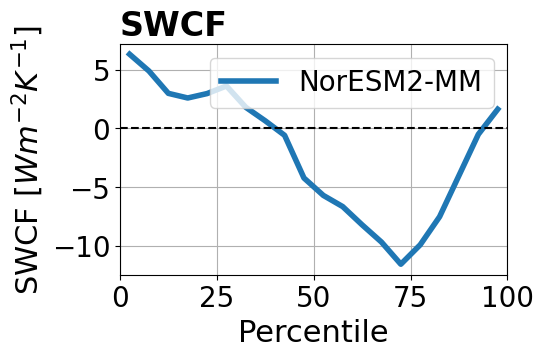 SWCF
SWCF [Wm⁻²K⁻¹]
5
0
−5
−10
NorESM2-MM
0 25 50 75 100
Percentile